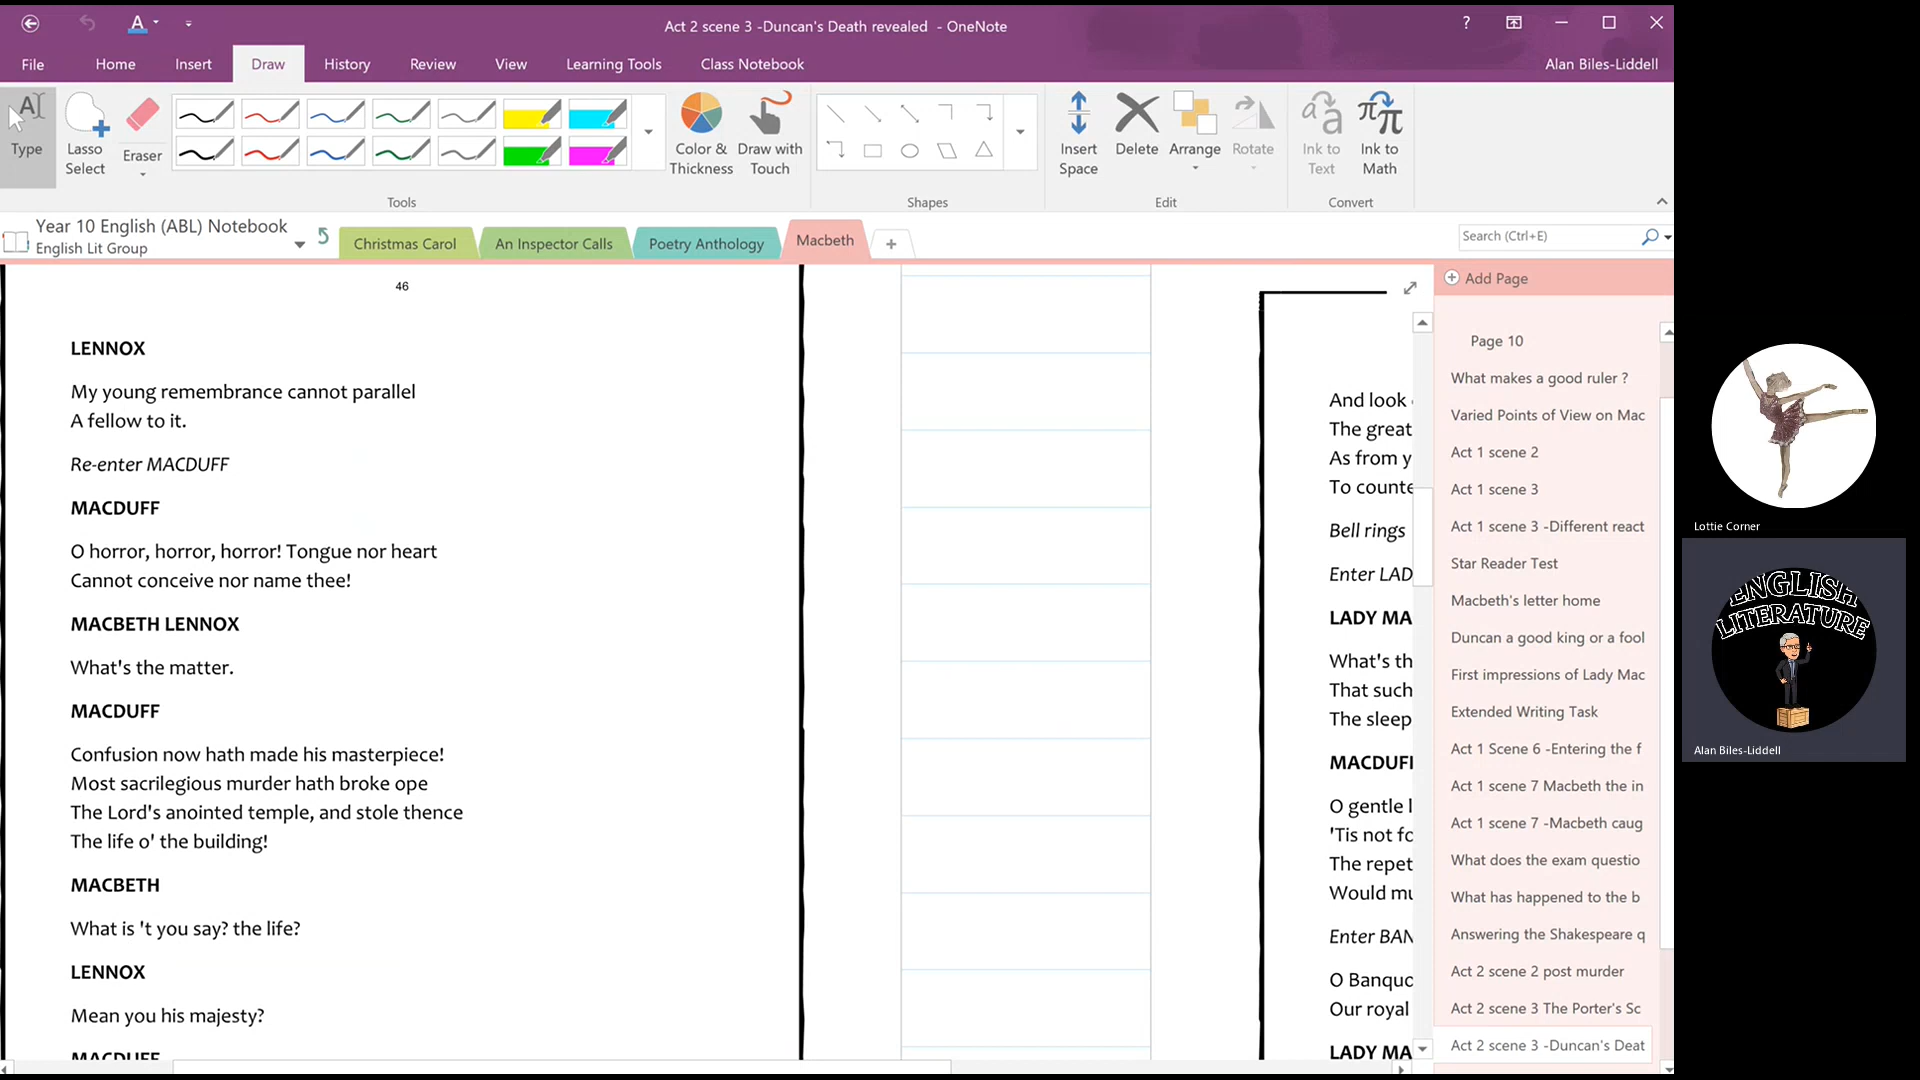 Act 2 scene 3 -Duncan's Death revealed - OneNote
?
File
Home
Insert
Draw
History
Review
View
Learning Tools
Class Notebook
Alan Biles-Liddell
Type
Lasso
Select
Eraser
Color &
Thickness
Draw with
Touch
Insert
Space
Delete
Arrange
Rotate
Ink to
Text
Ink to
Math
Tools
Shapes
Edit
Convert
Year 10 English (ABL) Notebook
English Lit Group
Christmas Carol
An Inspector Calls
Poetry Anthology
Macbeth
Search (Ctrl+E)
46
LENNOX
My young remembrance cannot parallel
A fellow to it.
Re-enter MACDUFF
MACDUFF
O horror, horror, horror! Tongue nor heart
Cannot conceive nor name thee!
MACBETH LENNOX
What's the matter.
MACDUFF
Confusion now hath made his masterpiece!
Most sacrilegious murder hath broke ope
The Lord's anointed temple, and stole thence
The life o' the building!
MACBETH
What is 't you say? the life?
LENNOX
Mean you his majesty?
MACDUFF
And look
The great
As from y
To counte
Bell rings
Enter LAD
LADY MA
What's th
That such
The sleep
MACDUF
O gentle l
'Tis not fo
The repet
Would mu
Enter BAN
O Banquo
Our royal
LADY MA
Add Page
Page 10
What makes a good ruler ?
Varied Points of View on Mac
Act 1 scene 2
Act 1 scene 3
Act 1 scene 3 -Different react
Star Reader Test
Macbeth's letter home
Duncan a good king or a fool
First impressions of Lady Mac
Extended Writing Task
Act 1 Scene 6 -Entering the f
Act 1 scene 7 Macbeth the in
Act 1 scene 7 -Macbeth caug
What does the exam questio
What has happened to the b
Answering the Shakespeare q
Act 2 scene 2 post murder
Act 2 scene 3 The Porter's Sc
Act 2 scene 3 -Duncan's Deat
Lottie Corner
ENGLISH
LITERATURE
Alan Biles-Liddell